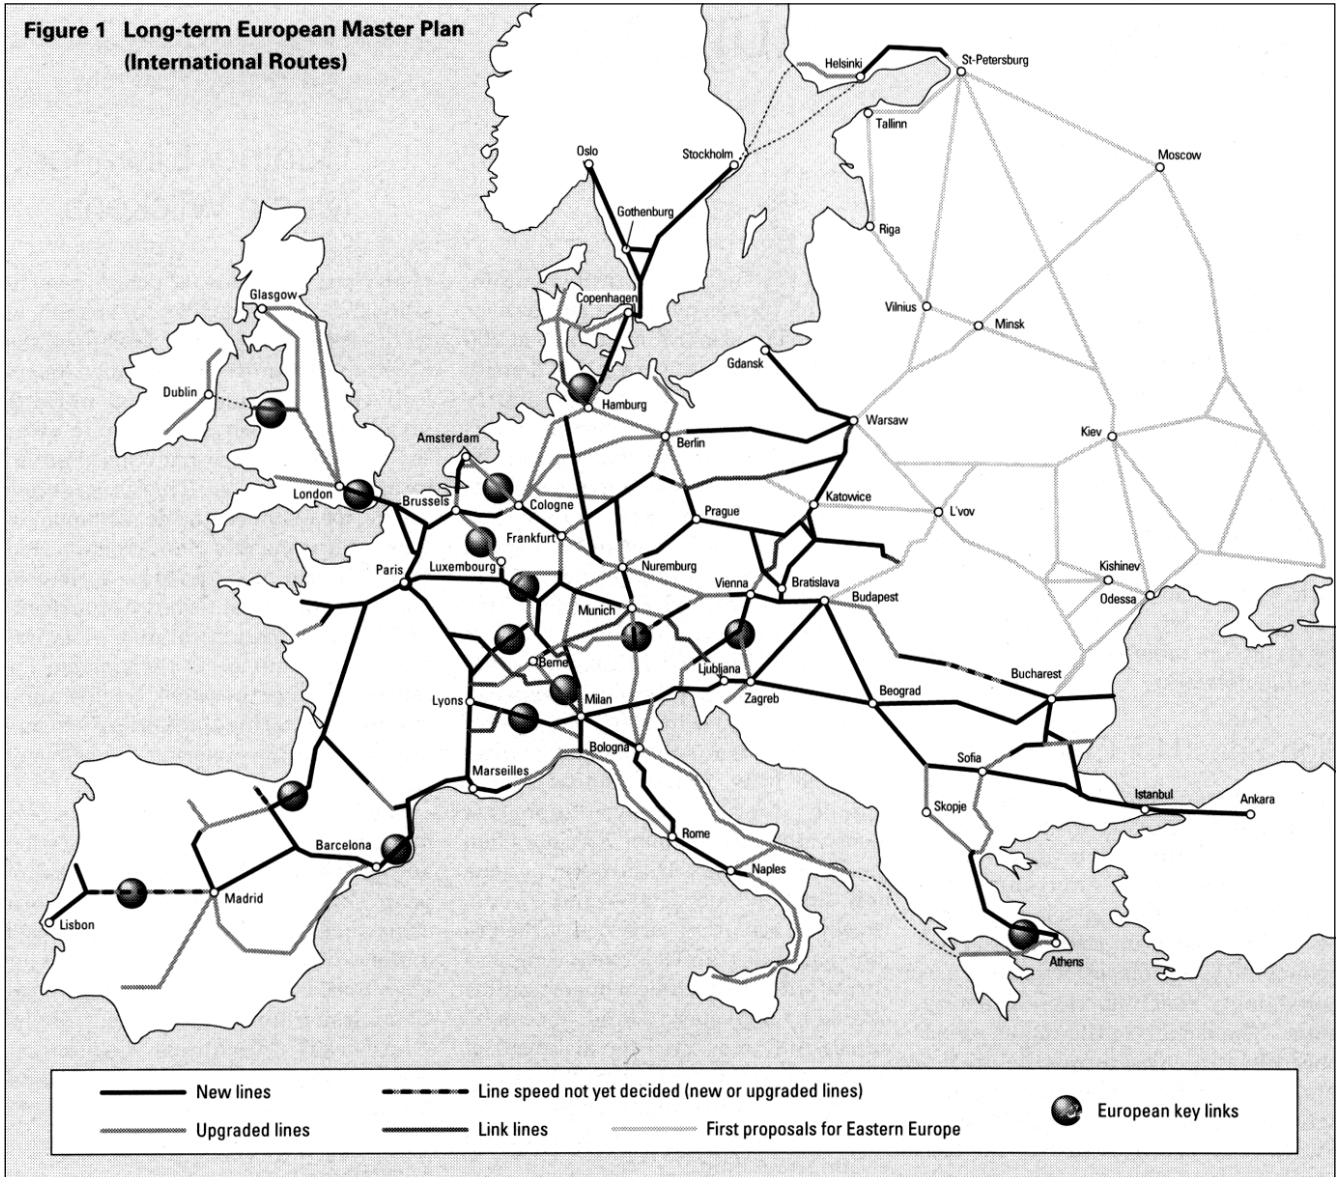 Figure 1 Long-term European Master Plan
(International Routes)
Helsinki
St-Petersburg
Tallinn
Oslo
Stockholm
Moscow
Gothenburg
Riga
Glasgow
Copenhagen
Vilnius
Minsk
Dublin
Gdansk
Hamburg
Warsaw
Amsterdam
Berlin
Kiev
London
Brussels
Cologne
Prague
Katowice
L'vov
Frankfurt
Paris
Luxembourg
Nuremburg
Vienna
Bratislava
Kishinev
Munich
Budapest
Odessa
Berne
Ljubljana
Bucharest
Lyons
Milan
Zagreb
Beograd
Bologna
Sofia
Marseilles
Istanbul
Ankara
Skopje
Barcelona
Rome
Madrid
Naples
Lisbon
Athens
New lines
Line speed not yet decided (new or upgraded lines)
European key links
Upgraded lines
Link lines
First proposals for Eastern Europe